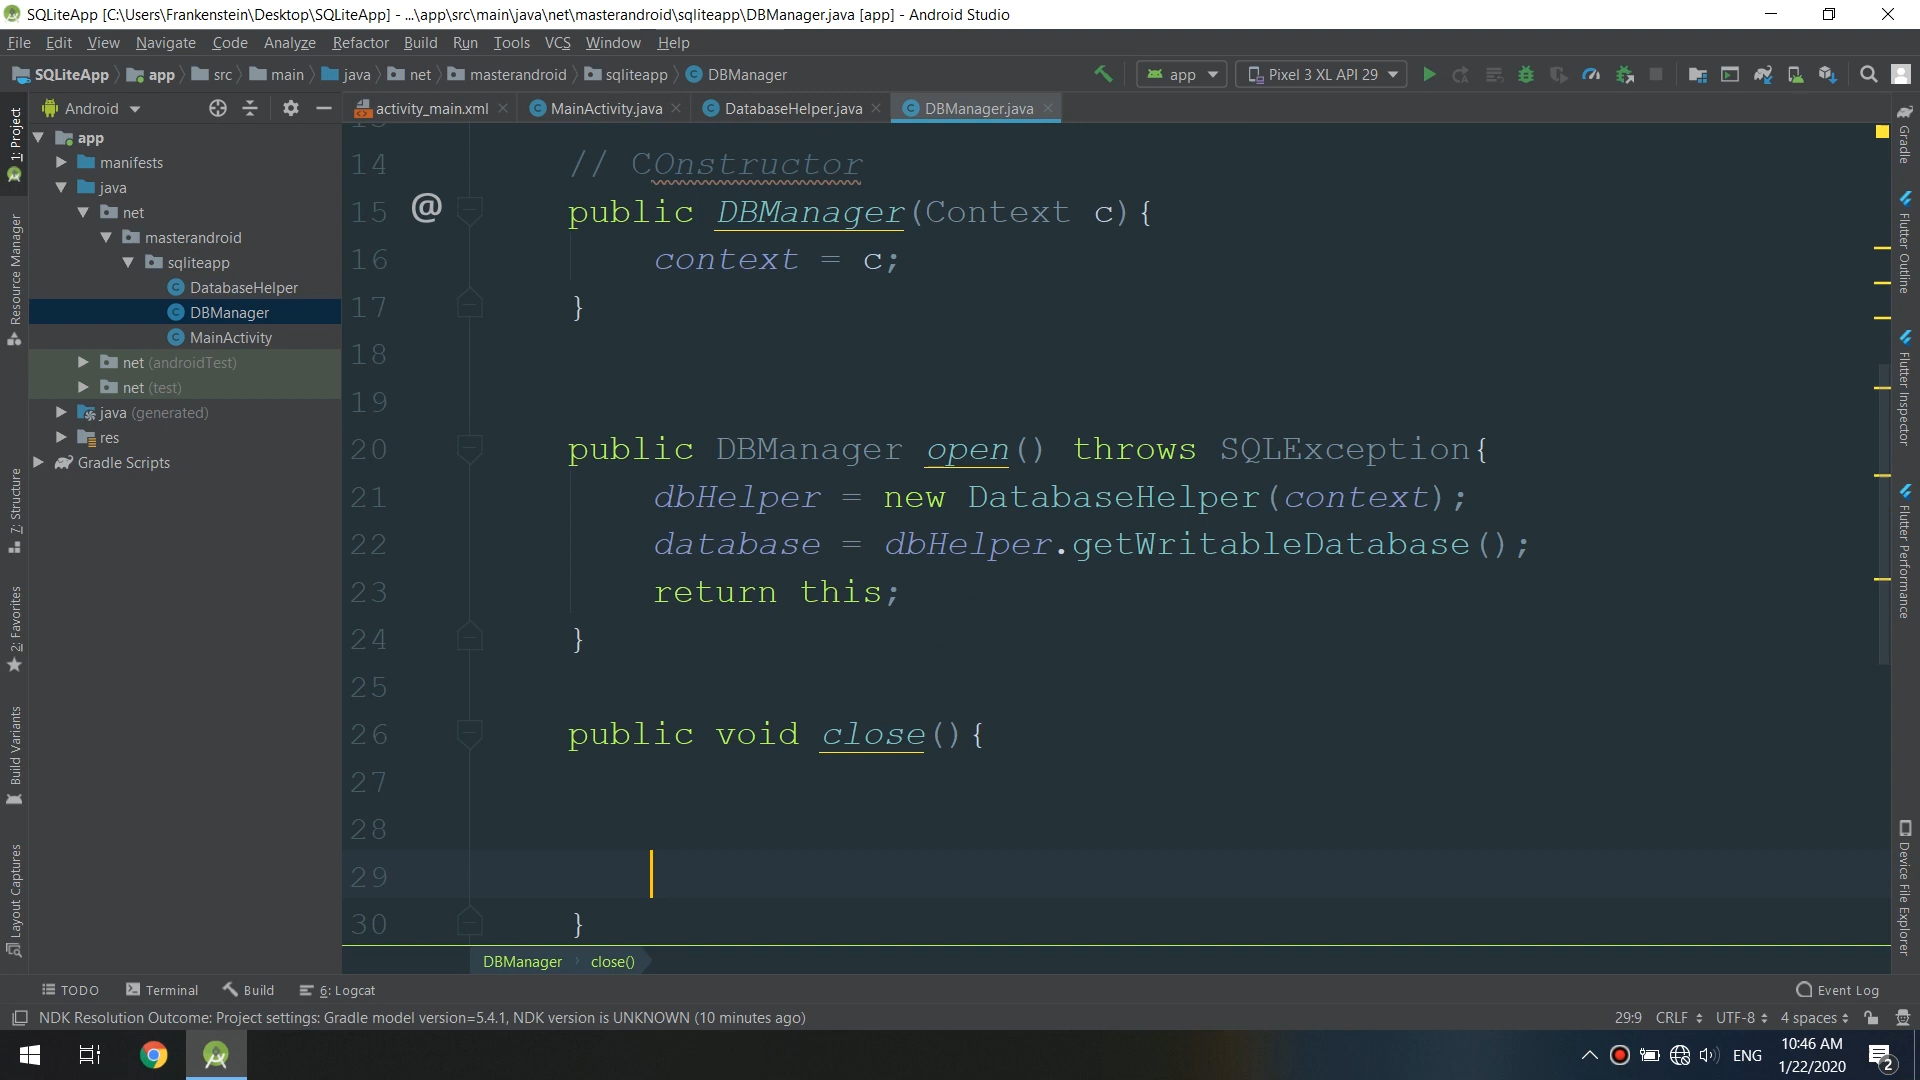 SQLiteApp [C:\Users\Frankenstein\Desktop\SQLiteApp] - ...\app\src\main\java\net\masterandroid\sqliteapp\DBManager.java [app] - Android Studio
File Edit View Navigate Code Analyze Refactor Build Run Tools VCS Window Help
SQLiteApp app src main java net masterandroid sqliteapp DBManager
app Pixel 3 XL API 29
Android
activity_main.xml MainActivity.java DatabaseHelper.java DBManager.java
app
manifests
java
net
masterandroid
sqliteapp
DatabaseHelper
DBManager
MainActivity
net (androidTest)
net (test)
java (generated)
res
Gradle Scripts
1: Project
Resource Manager
7: Structure
2: Favorites
Build Variants
Layout Captures
14 // COnstructor
15 @ public DBManager(Context c){
16 context = c;
17 }
18
19
20 public DBManager open() throws SQLException{
21 dbHelper = new DatabaseHelper(context);
22 database = dbHelper.getWritableDatabase();
23 return this;
24 }
25
26 public void close(){
27
28
29
30 }
DBManager close()
Gradle
Flutter Outline
Flutter Inspector
Flutter Performance
Device File Explorer
TODO Terminal Build 6: Logcat Event Log
NDK Resolution Outcome: Project settings: Gradle model version=5.4.1, NDK version is UNKNOWN (10 minutes ago) 29:9 CRLF UTF-8 4 spaces
ENG
10:46 AM
1/22/2020
2